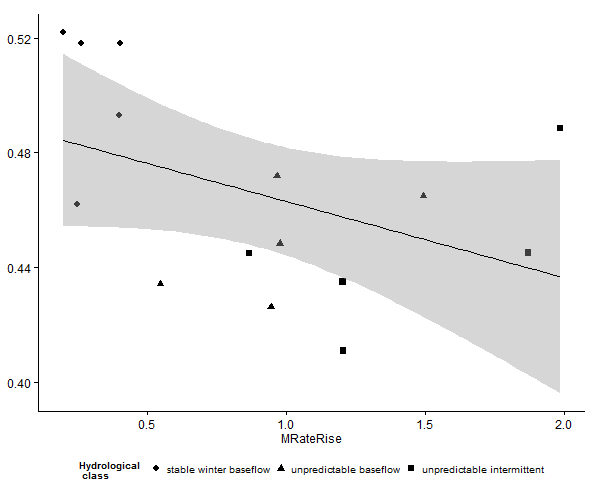 0.52
0.48
0.44
0.40
0.5 1.0 1.5 2.0
MRateRise
Hydrological
class
stable winter baseflow unpredictable baseflow unpredictable intermittent